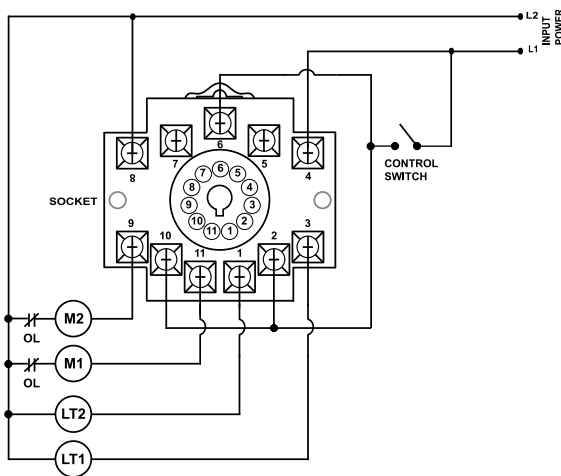 L2
INPUT POWER
L1
6
7
5
8
4
CONTROL
SWITCH
6
7
5
8
4
SOCKET
9
3
10
2
11
1
9
10
2
3
11
1
M2
OL
M1
OL
LT2
LT1